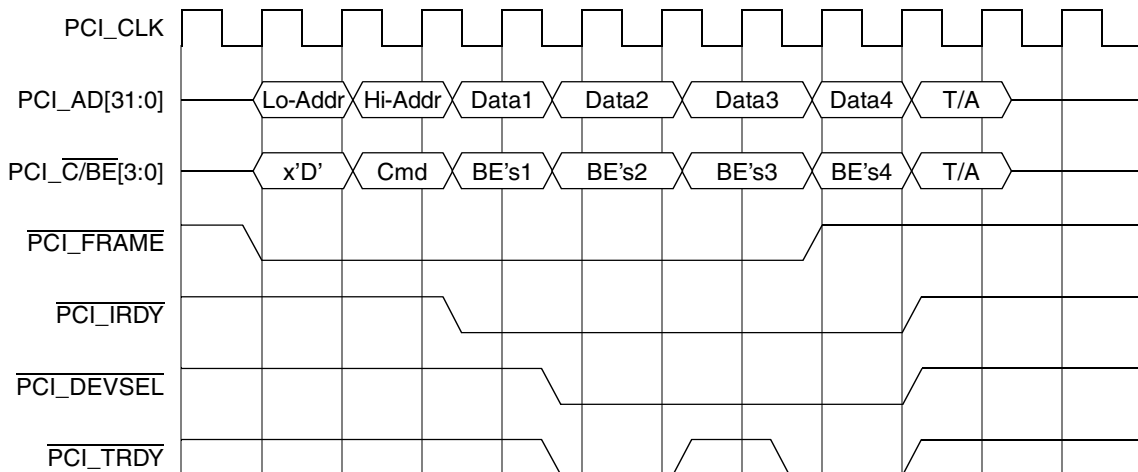 PCI_CLK
PCI_AD[31:0] Lo-Addr Hi-Addr Data1 Data2 Data3 Data4 T/A
PCI_C/BE[3:0] x'D' Cmd BE's1 BE's2 BE's3 BE's4 T/A
PCI_FRAME
PCI_IRDY
PCI_DEVSEL
PCI_TRDY